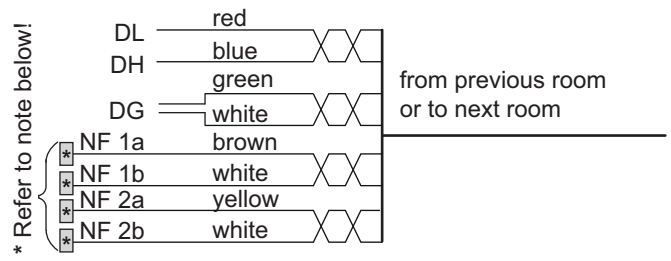 * Refer to note below!
DL red
DH blue
green
DG white
* NF 1a brown
* NF 1b white
* NF 2a yellow
* NF 2b white
from previous room
or to next room